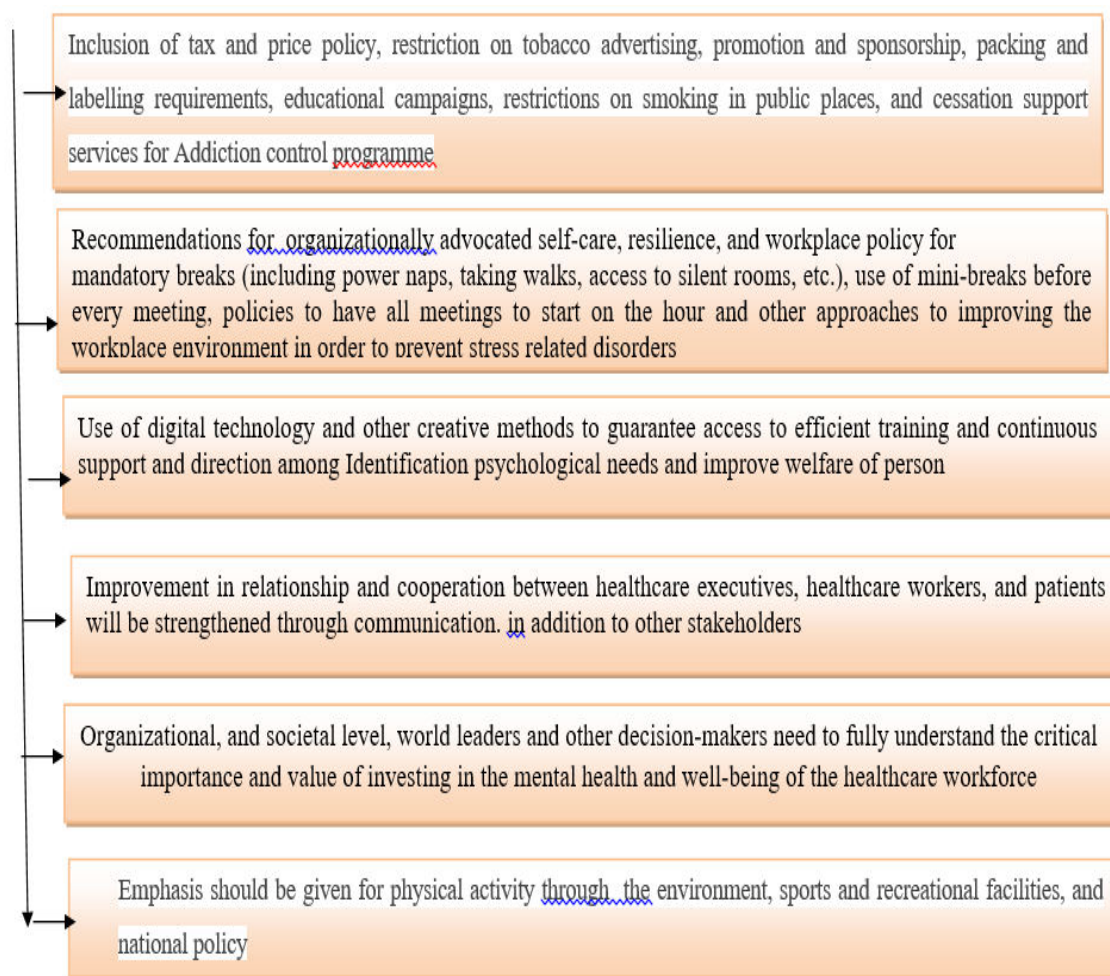 Inclusion of tax and price policy, restriction on tobacco advertising, promotion and sponsorship, packing and
labelling requirements, educational campaigns, restrictions on smoking in public places, and cessation support
services for Addiction control programme
Recommendations for organizationally advocated self-care, resilience, and workplace policy for
mandatory breaks (including power naps, taking walks, access to silent rooms, etc.), use of mini-breaks before
every meeting, policies to have all meetings to start on the hour and other approaches to improving the
workplace environment in order to prevent stress related disorders
Use of digital technology and other creative methods to guarantee access to efficient training and continuous
support and direction among Identification psychological needs and improve welfare of person
Improvement in relationship and cooperation between healthcare executives, healthcare workers, and patients
will be strengthened through communication. in addition to other stakeholders
Organizational, and societal level, world leaders and other decision-makers need to fully understand the critical
importance and value of investing in the mental health and well-being of the healthcare workforce
Emphasis should be given for physical activity through the environment, sports and recreational facilities, and
national policy